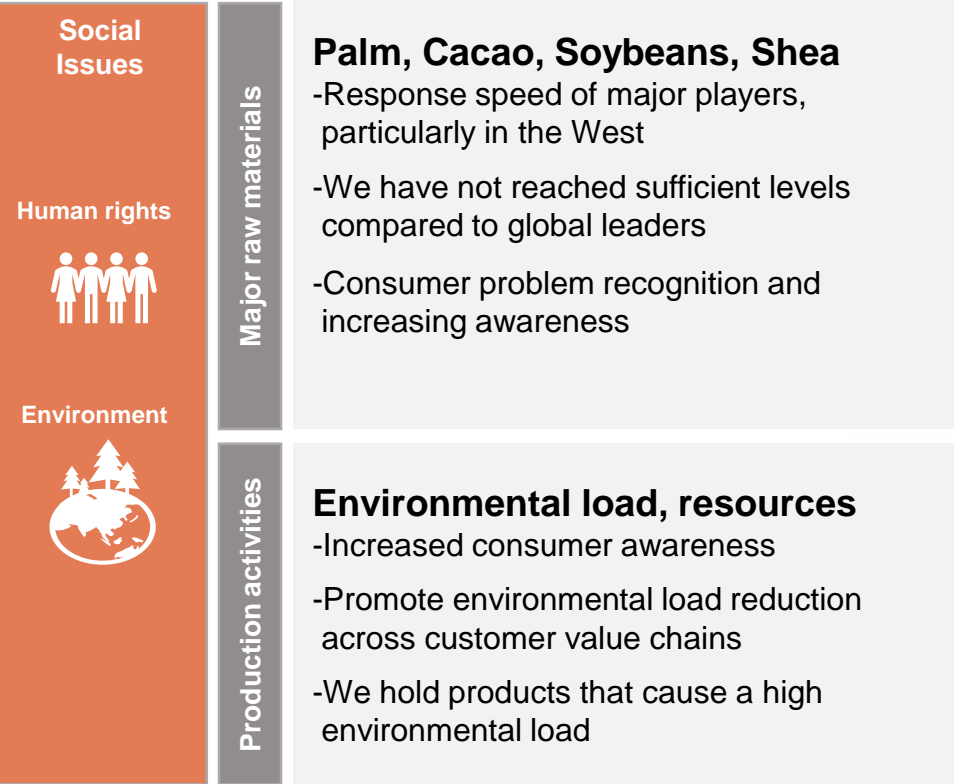 Social
Issues
Human rights
Environment
Major raw materials
Palm, Cacao, Soybeans, Shea
-Response speed of major players,
particularly in the West
-We have not reached sufficient levels
compared to global leaders
-Consumer problem recognition and
increasing awareness
Production activities
Environmental load, resources
-Increased consumer awareness
-Promote environmental load reduction
across customer value chains
-We hold products that cause a high
environmental load